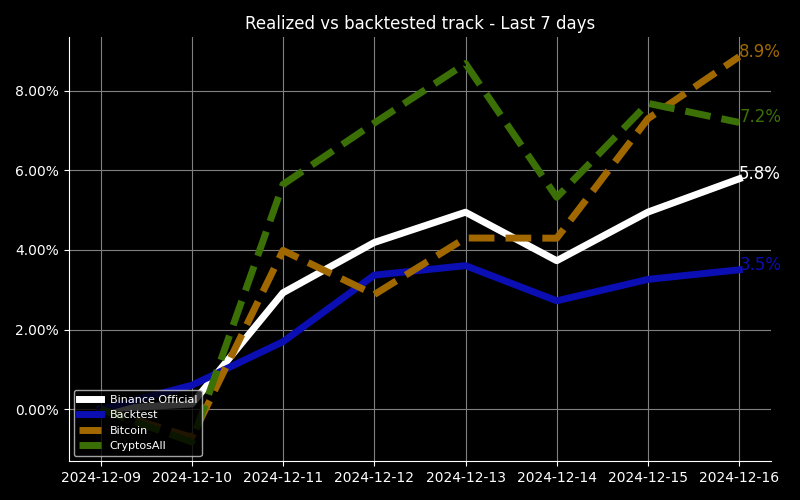 Realized vs backtested track - Last 7 days
8.9%
8.00%
7.2%
6.00%
5.8%
4.00%
3.5%
2.00%
0.00%
Binance Official
Backtest
Bitcoin
CryptosAll
2024-12-09 2024-12-10 2024-12-11 2024-12-12 2024-12-13 2024-12-14 2024-12-15 2024-12-16